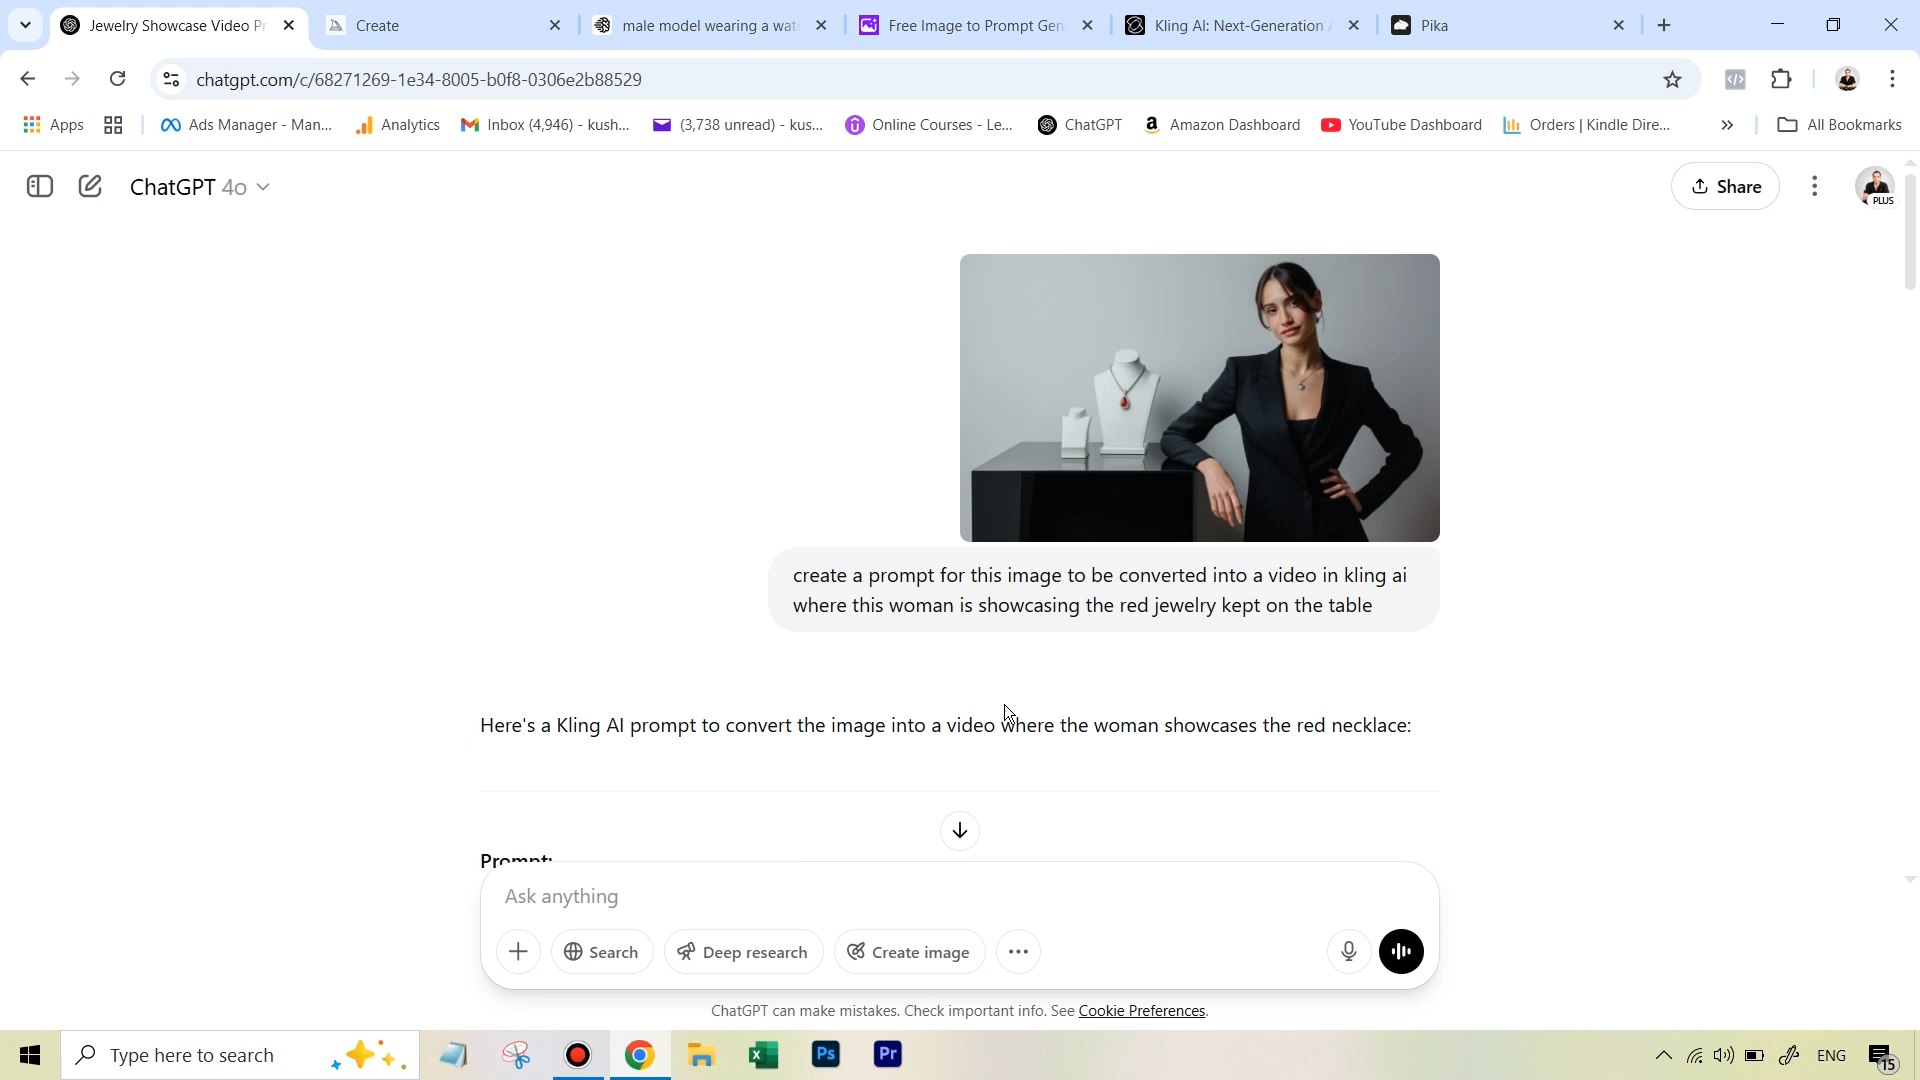 Jewelry Showcase Video Pr
Create
male model wearing a wat
Free Image to Prompt Gen
Kling AI: Next-Generation A
Pika
chatgpt.com/c/68271269-1e34-8005-b0f8-0306e2b88529
Apps
Ads Manager - Man...
Analytics
Inbox (4,946) - kush...
(3,738 unread) - kus...
Online Courses - Le...
ChatGPT
Amazon Dashboard
YouTube Dashboard
Orders | Kindle Dire...
All Bookmarks
ChatGPT 4o
Share
PLUS
create a prompt for this image to be converted into a video in kling ai
where this woman is showcasing the red jewelry kept on the table
Here's a Kling AI prompt to convert the image into a video where the woman showcases the red necklace:
Prompt:
Ask anything
Search
Deep research
Create image
ChatGPT can make mistakes. Check important info. See Cookie Preferences.
Type here to search
Ps
Pr
ENG
15